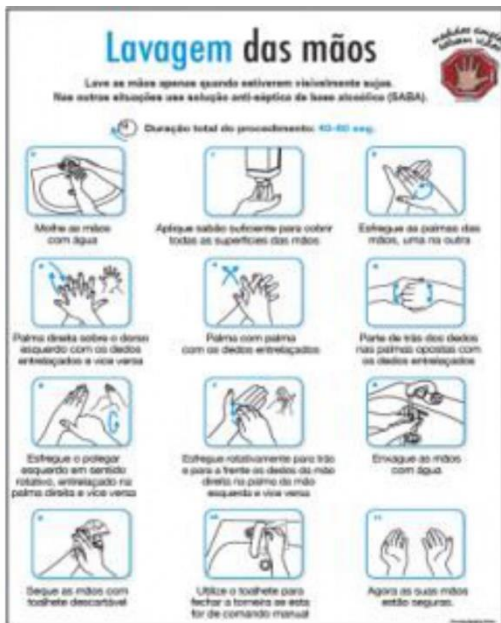 Lavagem das mãos
medidas simples
salvam vidas
Lave as mãos apenas quando estiverem visivelmente sujas.
Nas outras situações use solução anti-séptica de base alcoólica (SABA).
Duração total do procedimento: 40-60 seg.
Molhe as mãos
com água
Aplique sabão suficiente para cobrir
todas as superfícies das mãos
Esfregue as palmas das
mãos, uma na outra
Palma direita sobre o dorso
esquerdo com os dedos
entrelaçados e vice versa
Palma com palma
com os dedos entrelaçados
Parte de trás dos dedos
nas palmas opostas com
os dedos entrelaçados
Esfregue o polegar
esquerdo em sentido
rotativo, entrelaçado na
palma direita e vice versa
Esfregue rotativamente para trás
e para a frente os dedos da mão
direita na palma da mão
esquerda e vice versa
Enxague as mãos
com água
Seque as mãos com
toalhete descartável
Utilize o toalhete para
fechar a torneira se esta
for de comando manual
Agora as suas mãos
estão seguras.